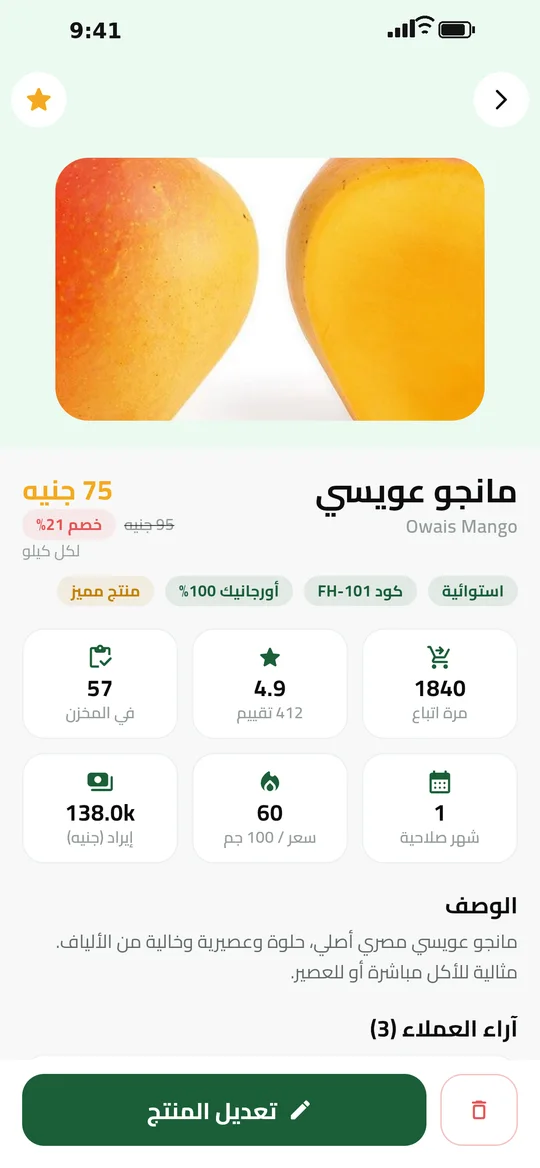 9:41
مانجو عويسي
75 جنيه
Owais Mango
95 جنيه
خصم 21%
لكل كيلو
استوائية
كود FH-101
أورجانيك 100%
منتج مميز
1840
مرة اتباع
4.9
412 تقييم
57
في المخزن
1
شهر صلاحية
60
سعر / 100 جم
138.0k
إيراد (جنيه)
الوصف
مانجو عويسي مصري أصلي، حلوة وعصيرية وخالية من الألياف.
مثالية للأكل مباشرة أو للعصير.
آراء العملاء (3)
تعديل المنتج